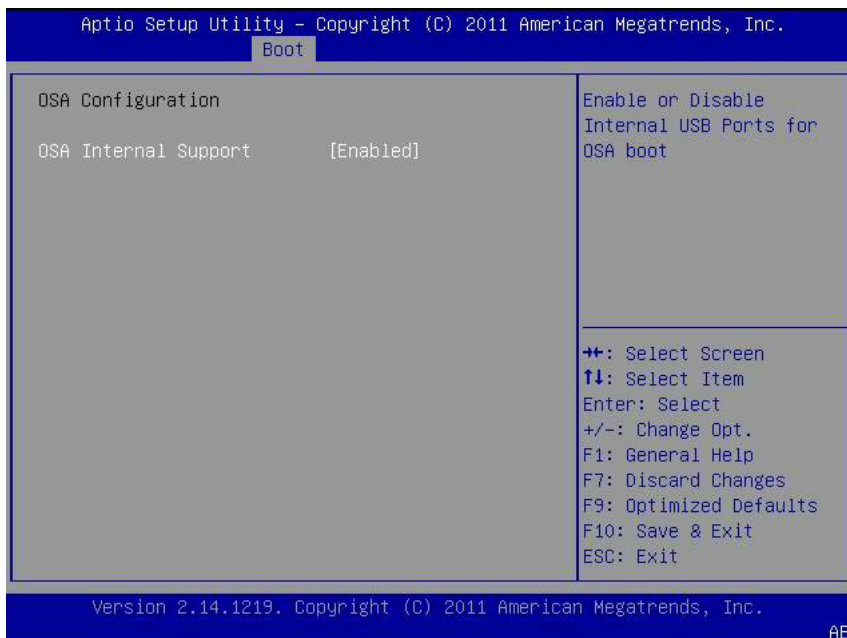 Aptio Setup Utility – Copyright (C) 2011 American Megatrends, Inc.
Boot
OSA Configuration
OSA Internal Support [Enabled]
Enable or Disable
Internal USB Ports for
OSA boot
→←: Select Screen
↑↓: Select Item
Enter: Select
+/-: Change Opt.
F1: General Help
F7: Discard Changes
F9: Optimized Defaults
F10: Save & Exit
ESC: Exit
Version 2.14.1219. Copyright (C) 2011 American Megatrends, Inc.